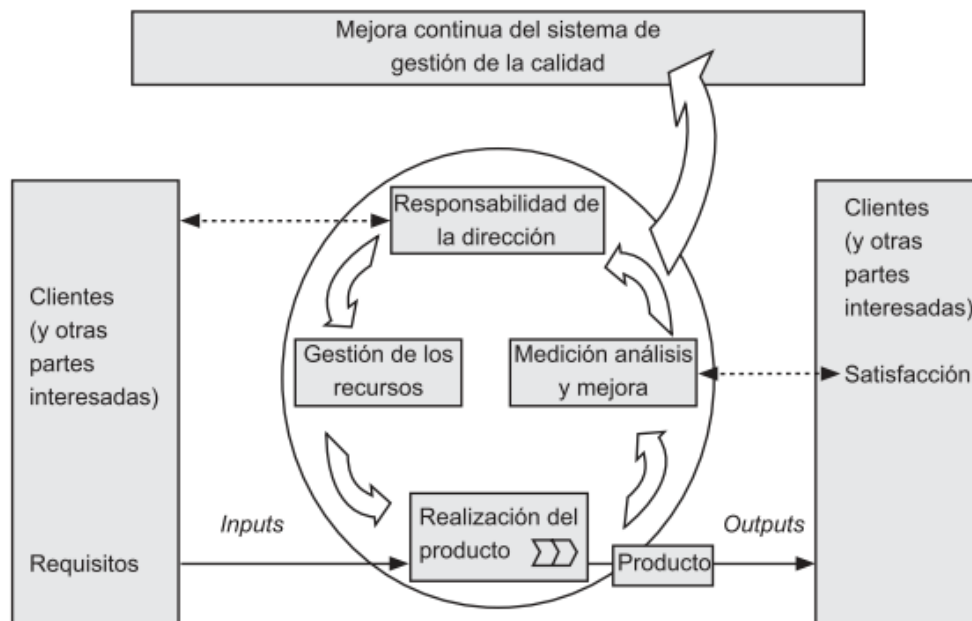 Mejora continua del sistema de
gestión de la calidad
Responsabilidad de
la dirección
Clientes
(y otras
partes
interesadas)
Clientes
(y otras
partes
interesadas)
Gestión de los
recursos
Medición análisis
y mejora
Satisfacción
Inputs
Realización del
producto
Outputs
Requisitos
Producto